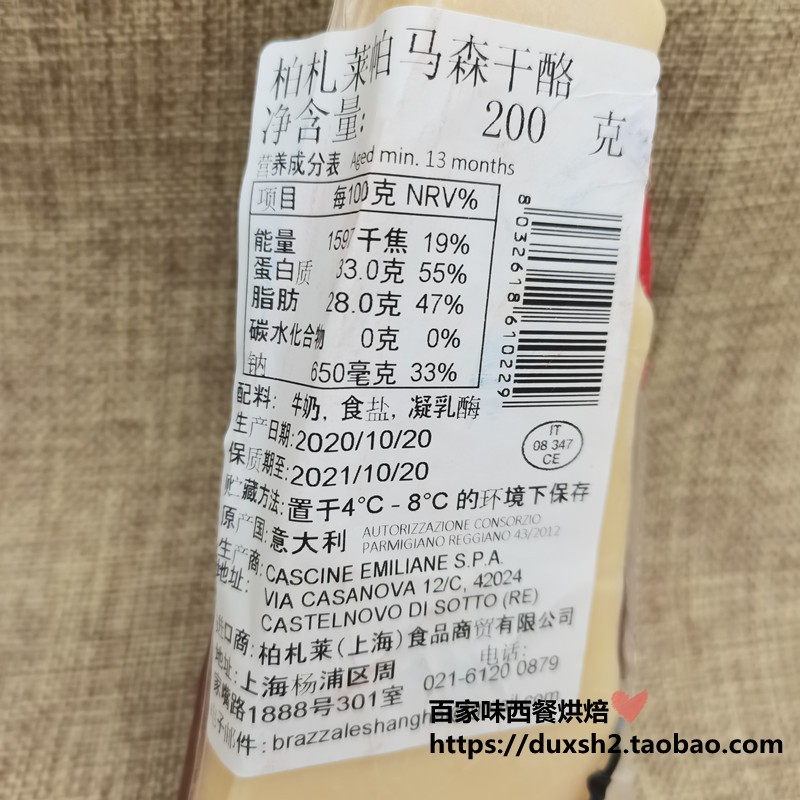 柏札莱帕马森干酪
净含量: 200 克
营养成分表 Aged min. 13 months
项目 每100克 NRV%
能量 1597千焦 19%
蛋白质 33.0克 55%
脂肪 28.0克 47%
碳水化合物 0克 0%
钠 650毫克 33%
8032618610229
配料: 牛奶, 食盐, 凝乳酶
生产日期:2020/10/20
保质期至:2021/10/20
IT
08 347
CE
贮藏方法:置于4°C - 8°C 的环境下保存
原产国:意大利
AUTORIZZAZIONE CONSORZIO
PARMIGIANO REGGIANO 43/2012
生产商:CASCINE EMILIANE S.P.A.
地址: VIA CASANOVA 12/C, 42024
CASTELNOVO DI SOTTO (RE)
进口商: 柏札莱(上海)食品商贸有限公司
地址:上海杨浦区周
家嘴路1888号301室
电话:
021-6120 0879
电子邮件: brazzaleshangh
百家味西餐烘焙
https://duxsh2.taobao.com